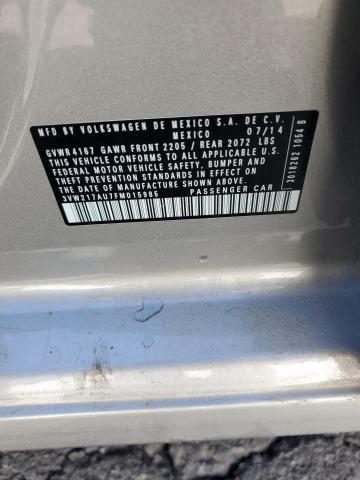 MFD BY VOLKSWAGEN DE MEXICO S.A. DE C.V.
MEXICO 07/14
GVWR 4167 GAWR FRONT 2205 / REAR 2072 LBS
THIS VEHICLE CONFORMS TO ALL APPLICABLE
FEDERAL MOTOR VEHICLE SAFETY, BUMPER AND
THEFT PREVENTION STANDARDS IN EFFECT ON
THE DATE OF MANUFACTURE SHOWN ABOVE
3VW217AU7FM015986 PASSENGER CAR
3018262 1054 B